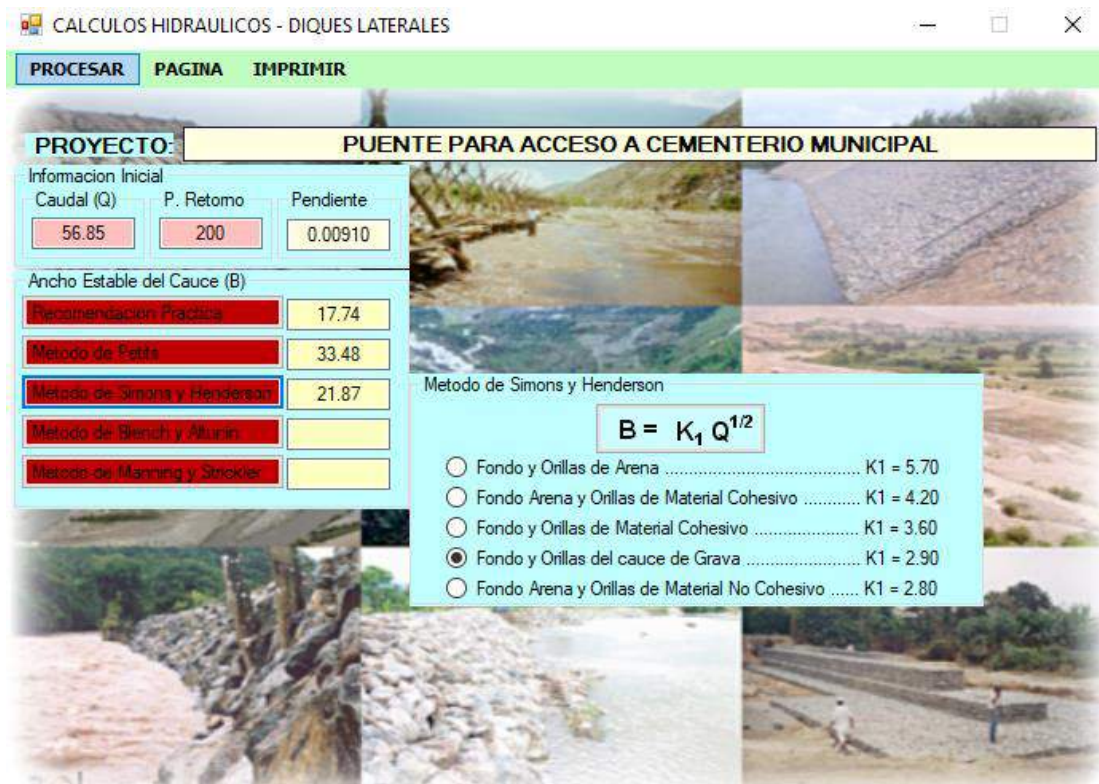 CALCULOS HIDRAULICOS - DIQUES LATERALES
PROCESAR PAGINA IMPRIMIR
PROYECTO: PUENTE PARA ACCESO A CEMENTERIO MUNICIPAL
Informacion Inicial
Caudal (Q) P. Retorno Pendiente
56.85 200 0.00910
Ancho Estable del Cauce (B)
Recomendacion Practica 17.74
Metodo de Petits 33.48
Metodo de Simons y Henderson 21.87
Metodo de Blench y Altunin
Metodo de Manning y Strickler
Metodo de Simons y Henderson
B = K1 Q1/2
Fondo y Orillas de Arena ........................................ K1 = 5.70
Fondo Arena y Orillas de Material Cohesivo ............ K1 = 4.20
Fondo y Orillas de Material Cohesivo ...................... K1 = 3.60
Fondo y Orillas del cauce de Grava ........................ K1 = 2.90
Fondo Arena y Orillas de Material No Cohesivo ...... K1 = 2.80